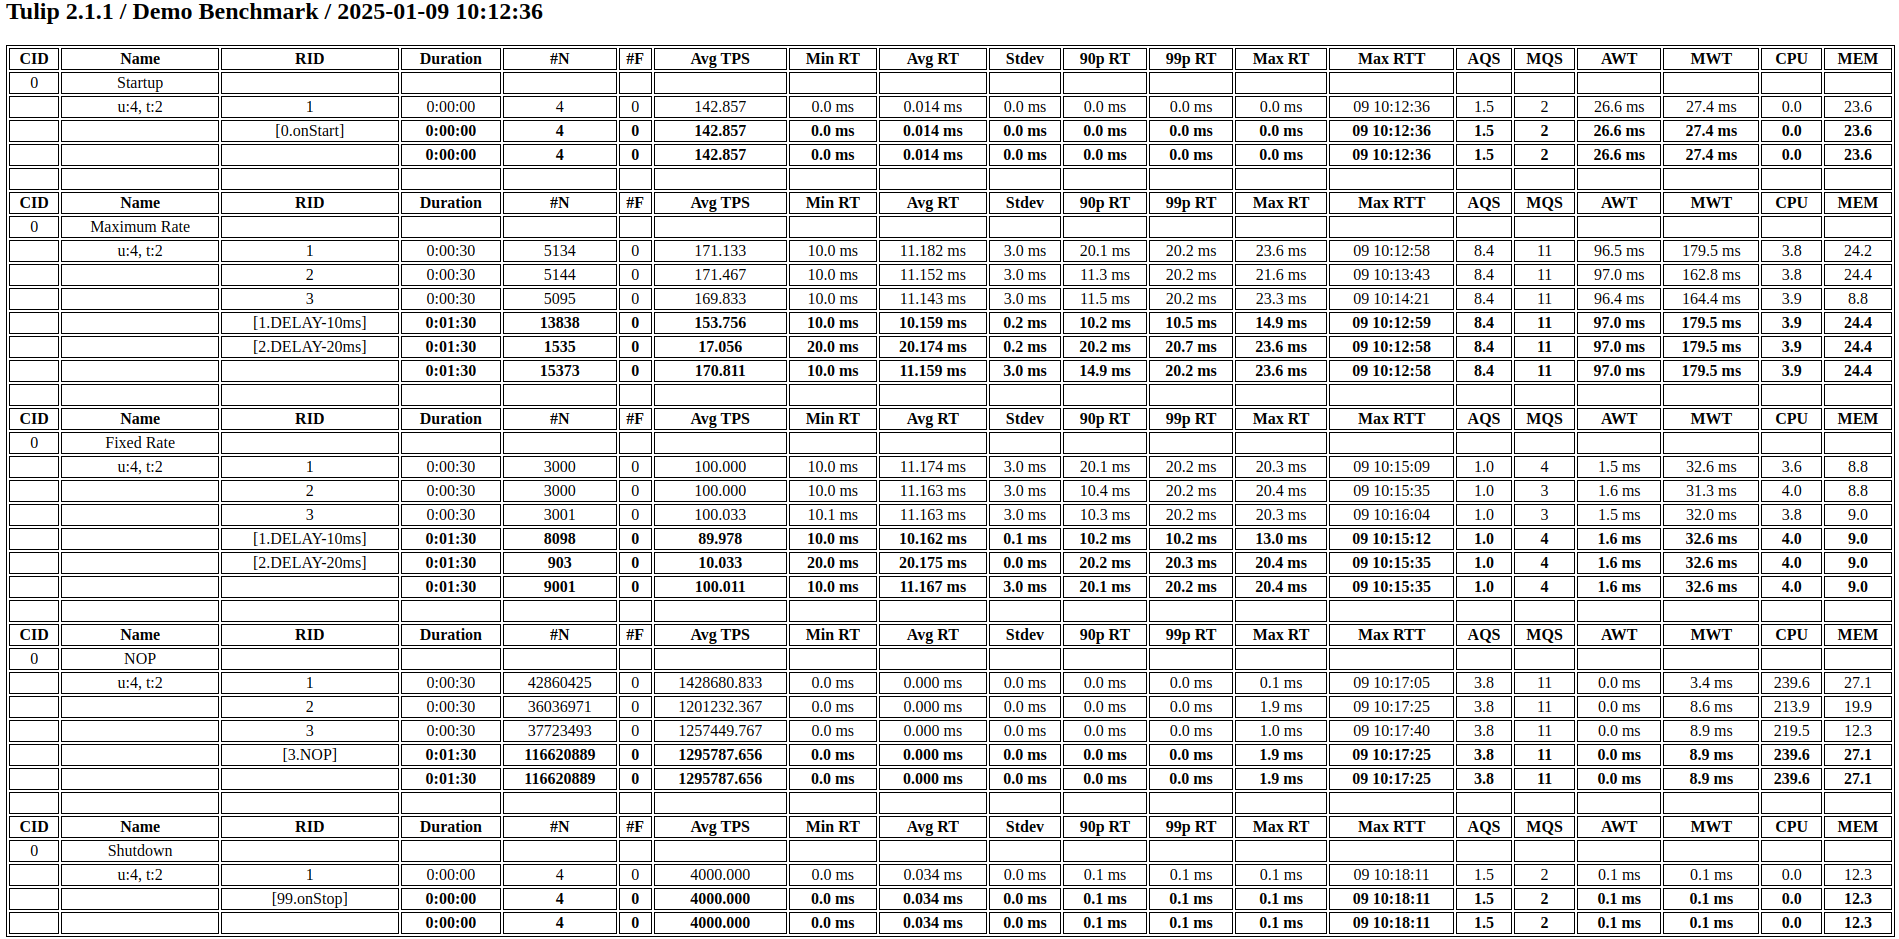 Tulip 2.1.1 / Demo Benchmark / 2025-01-09 10:12:36
CID Name RID Duration #N #F Avg TPS Min RT Avg RT Stdev 90p RT 99p RT Max RT Max RTT AQS MQS AWT MWT CPU MEM
0 Startup
u:4, t:2 1 0:00:00 4 0 142.857 0.0 ms 0.014 ms 0.0 ms 0.0 ms 0.0 ms 0.0 ms 09 10:12:36 1.5 2 26.6 ms 27.4 ms 0.0 23.6
[0.onStart] 0:00:00 4 0 142.857 0.0 ms 0.014 ms 0.0 ms 0.0 ms 0.0 ms 0.0 ms 09 10:12:36 1.5 2 26.6 ms 27.4 ms 0.0 23.6
0:00:00 4 0 142.857 0.0 ms 0.014 ms 0.0 ms 0.0 ms 0.0 ms 0.0 ms 09 10:12:36 1.5 2 26.6 ms 27.4 ms 0.0 23.6
CID Name RID Duration #N #F Avg TPS Min RT Avg RT Stdev 90p RT 99p RT Max RT Max RTT AQS MQS AWT MWT CPU MEM
0 Maximum Rate
u:4, t:2 1 0:00:30 5134 0 171.133 10.0 ms 11.182 ms 3.0 ms 20.1 ms 20.2 ms 23.6 ms 09 10:12:58 8.4 11 96.5 ms 179.5 ms 3.8 24.2
2 0:00:30 5144 0 171.467 10.0 ms 11.152 ms 3.0 ms 11.3 ms 20.2 ms 21.6 ms 09 10:13:43 8.4 11 97.0 ms 162.8 ms 3.8 24.4
3 0:00:30 5095 0 169.833 10.0 ms 11.143 ms 3.0 ms 11.5 ms 20.2 ms 23.3 ms 09 10:14:21 8.4 11 96.4 ms 164.4 ms 3.9 8.8
[1.DELAY-10ms] 0:01:30 13838 0 153.756 10.0 ms 10.159 ms 0.2 ms 10.2 ms 10.5 ms 14.9 ms 09 10:12:59 8.4 11 97.0 ms 179.5 ms 3.9 24.4
[2.DELAY-20ms] 0:01:30 1535 0 17.056 20.0 ms 20.174 ms 0.2 ms 20.2 ms 20.7 ms 23.6 ms 09 10:12:58 8.4 11 97.0 ms 179.5 ms 3.9 24.4
0:01:30 15373 0 170.811 10.0 ms 11.159 ms 3.0 ms 14.9 ms 20.2 ms 23.6 ms 09 10:12:58 8.4 11 97.0 ms 179.5 ms 3.9 24.4
CID Name RID Duration #N #F Avg TPS Min RT Avg RT Stdev 90p RT 99p RT Max RT Max RTT AQS MQS AWT MWT CPU MEM
0 Fixed Rate
u:4, t:2 1 0:00:30 3000 0 100.000 10.0 ms 11.174 ms 3.0 ms 20.1 ms 20.2 ms 20.3 ms 09 10:15:09 1.0 4 1.5 ms 32.6 ms 3.6 8.8
2 0:00:30 3000 0 100.000 10.0 ms 11.163 ms 3.0 ms 10.4 ms 20.2 ms 20.4 ms 09 10:15:35 1.0 3 1.6 ms 31.3 ms 4.0 8.8
3 0:00:30 3001 0 100.033 10.1 ms 11.163 ms 3.0 ms 10.3 ms 20.2 ms 20.3 ms 09 10:16:04 1.0 3 1.5 ms 32.0 ms 3.8 9.0
[1.DELAY-10ms] 0:01:30 8098 0 89.978 10.0 ms 10.162 ms 0.1 ms 10.2 ms 10.2 ms 13.0 ms 09 10:15:12 1.0 4 1.6 ms 32.6 ms 4.0 9.0
[2.DELAY-20ms] 0:01:30 903 0 10.033 20.0 ms 20.175 ms 0.0 ms 20.2 ms 20.3 ms 20.4 ms 09 10:15:35 1.0 4 1.6 ms 32.6 ms 4.0 9.0
0:01:30 9001 0 100.011 10.0 ms 11.167 ms 3.0 ms 20.1 ms 20.2 ms 20.4 ms 09 10:15:35 1.0 4 1.6 ms 32.6 ms 4.0 9.0
CID Name RID Duration #N #F Avg TPS Min RT Avg RT Stdev 90p RT 99p RT Max RT Max RTT AQS MQS AWT MWT CPU MEM
0 NOP
u:4, t:2 1 0:00:30 42860425 0 1428680.833 0.0 ms 0.000 ms 0.0 ms 0.0 ms 0.0 ms 0.1 ms 09 10:17:05 3.8 11 0.0 ms 3.4 ms 239.6 27.1
2 0:00:30 36036971 0 1201232.367 0.0 ms 0.000 ms 0.0 ms 0.0 ms 0.0 ms 1.9 ms 09 10:17:25 3.8 11 0.0 ms 8.6 ms 213.9 19.9
3 0:00:30 37723493 0 1257449.767 0.0 ms 0.000 ms 0.0 ms 0.0 ms 0.0 ms 1.0 ms 09 10:17:40 3.8 11 0.0 ms 8.9 ms 219.5 12.3
[3.NOP] 0:01:30 116620889 0 1295787.656 0.0 ms 0.000 ms 0.0 ms 0.0 ms 0.0 ms 1.9 ms 09 10:17:25 3.8 11 0.0 ms 8.9 ms 239.6 27.1
0:01:30 116620889 0 1295787.656 0.0 ms 0.000 ms 0.0 ms 0.0 ms 0.0 ms 1.9 ms 09 10:17:25 3.8 11 0.0 ms 8.9 ms 239.6 27.1
CID Name RID Duration #N #F Avg TPS Min RT Avg RT Stdev 90p RT 99p RT Max RT Max RTT AQS MQS AWT MWT CPU MEM
0 Shutdown
u:4, t:2 1 0:00:00 4 0 4000.000 0.0 ms 0.034 ms 0.0 ms 0.1 ms 0.1 ms 0.1 ms 09 10:18:11 1.5 2 0.1 ms 0.1 ms 0.0 12.3
[99.onStop] 0:00:00 4 0 4000.000 0.0 ms 0.034 ms 0.0 ms 0.1 ms 0.1 ms 0.1 ms 09 10:18:11 1.5 2 0.1 ms 0.1 ms 0.0 12.3
0:00:00 4 0 4000.000 0.0 ms 0.034 ms 0.0 ms 0.1 ms 0.1 ms 0.1 ms 09 10:18:11 1.5 2 0.1 ms 0.1 ms 0.0 12.3